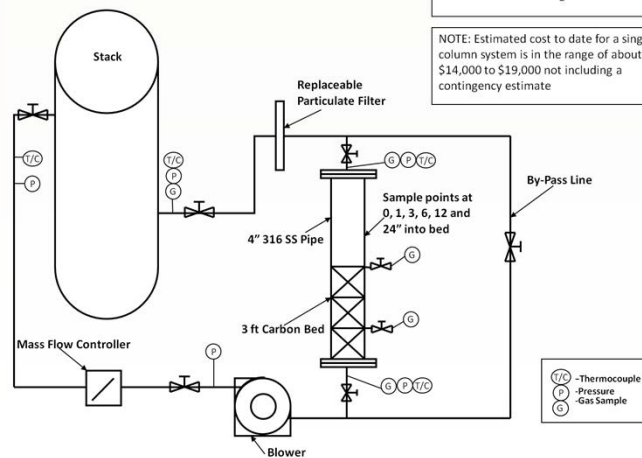 NOTE: Estimated cost to date for a sing
column system is in the range of about
$14,000 to $19,000 not including a
contingency estimate
Stack
Replaceable
Particulate Filter
T/C
P
T/C
P
G
G P T/C
By-Pass Line
Sample points at
0, 1, 3, 6, 12 and
24" into bed
4" 316 SS Pipe
G
3 ft Carbon Bed
G
Mass Flow Controller
P
G P T/C
Blower
T/C -Thermocouple
P -Pressure
G -Gas Sample